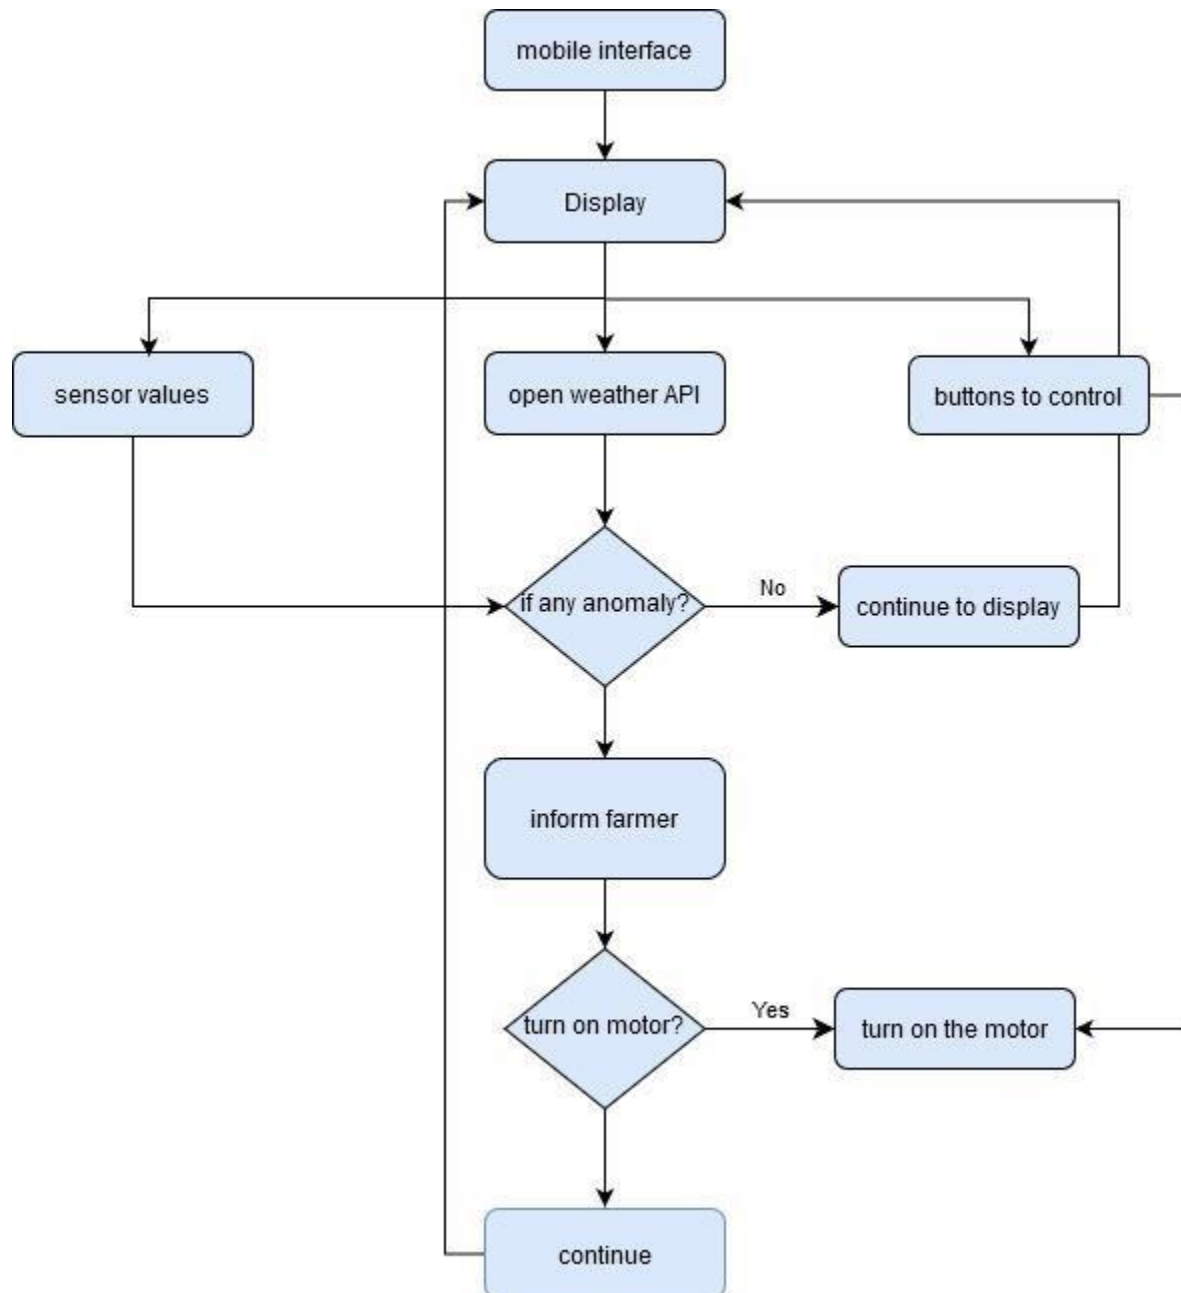 mobile interface
Display
sensor values
open weather API
buttons to control
if any anomaly?
No
continue to display
inform farmer
turn on motor?
Yes
turn on the motor
continue